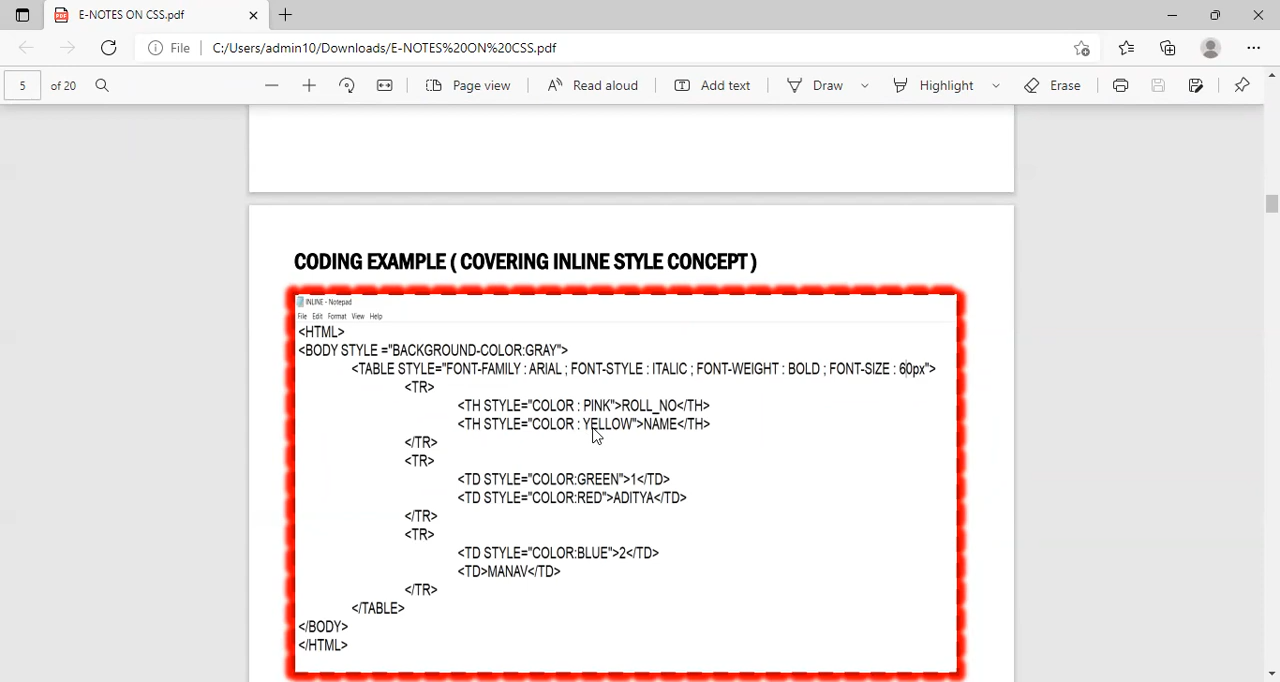 E-NOTES ON CSS.pdf
File C:/Users/admin10/Downloads/E-NOTES%20ON%20CSS.pdf
5 of 20 Page view Read aloud Add text Draw Highlight Erase
CODING EXAMPLE ( COVERING INLINE STYLE CONCEPT )
INLINE - Notepad
File Edit Format View Help
<HTML>
<BODY STYLE ="BACKGROUND-COLOR:GRAY">
<TABLE STYLE="FONT-FAMILY : ARIAL ; FONT-STYLE : ITALIC ; FONT-WEIGHT : BOLD ; FONT-SIZE : 60px">
<TR>
<TH STYLE="COLOR : PINK">ROLL_NO</TH>
<TH STYLE="COLOR : YELLOW">NAME</TH>
</TR>
<TR>
<TD STYLE="COLOR:GREEN">1</TD>
<TD STYLE="COLOR:RED">ADITYA</TD>
</TR>
<TR>
<TD STYLE="COLOR:BLUE">2</TD>
<TD>MANAV</TD>
</TR>
</TABLE>
</BODY>
</HTML>